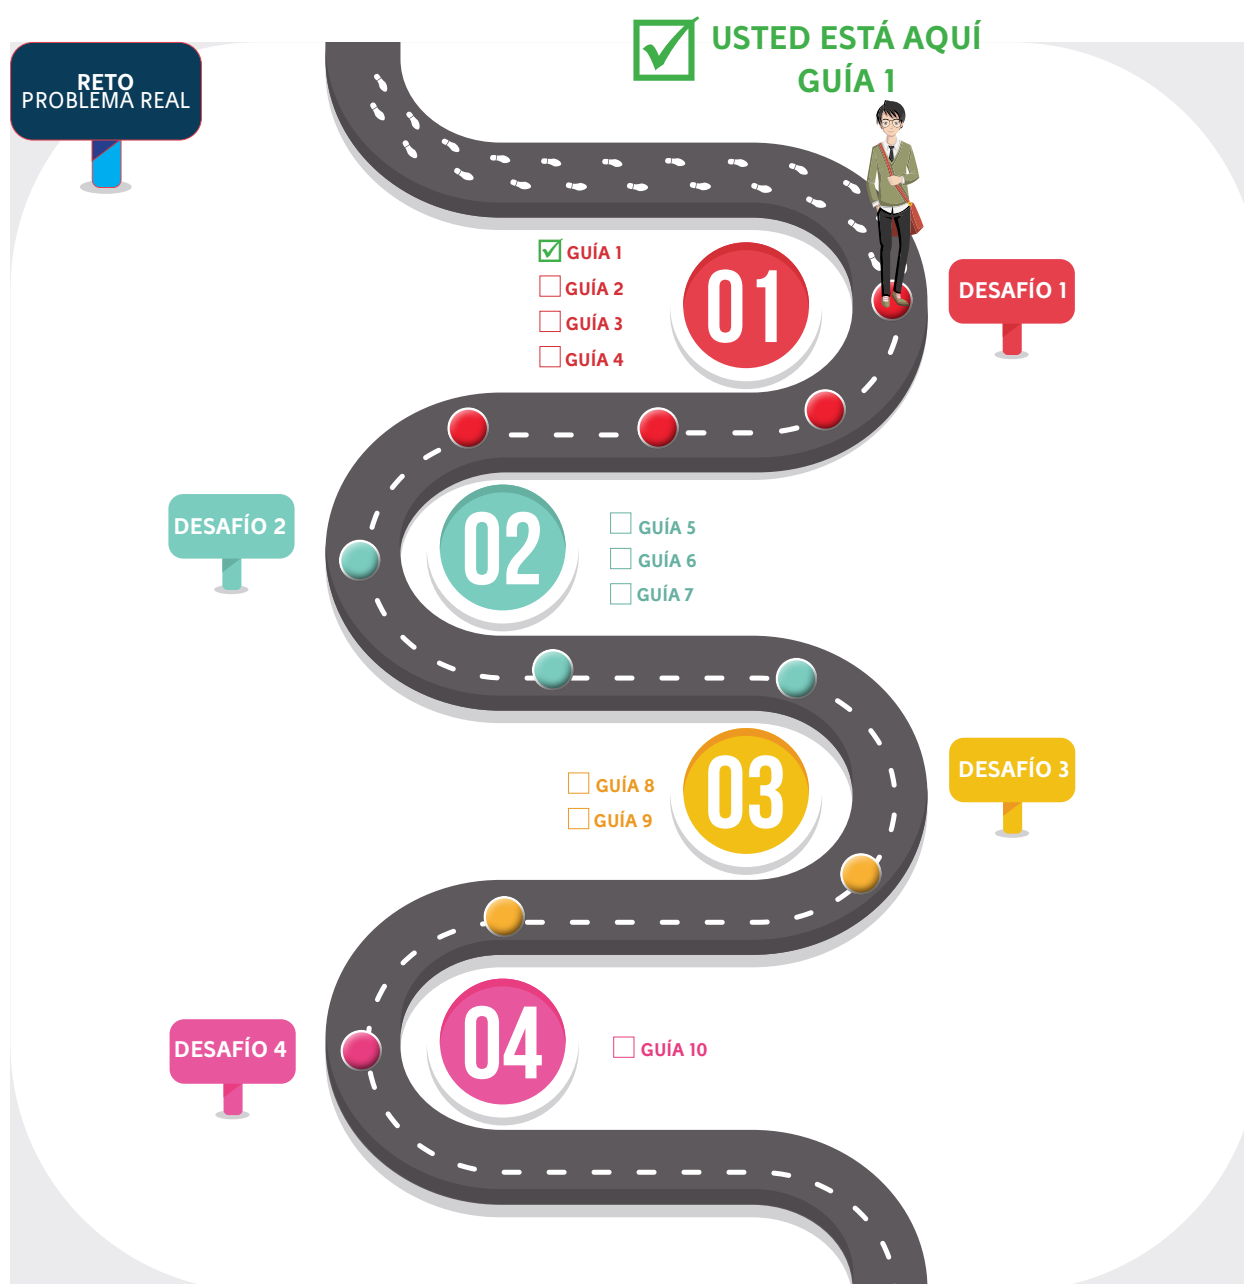 USTED ESTÁ AQUÍ
GUÍA 1
RETO
PROBLEMA REAL
GUÍA 1
GUÍA 2
GUÍA 3
GUÍA 4
01
DESAFÍO 1
DESAFÍO 2
02
GUÍA 5
GUÍA 6
GUÍA 7
GUÍA 8
GUÍA 9
03
DESAFÍO 3
DESAFÍO 4
04
GUÍA 10